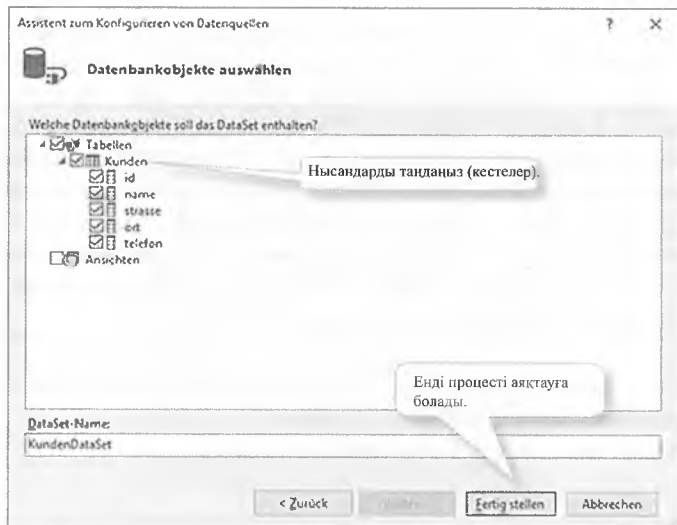 Assistent zum Konfigurieren von Datenquellen ? ×
Datenbankobjekte auswählen
Welche Datenbankobjekte soll das DataSet enthalten?
Tabellen
Kunden
Нысандарды таңдаңыз (кестелер).
id
name
strasse
ort
telefon
Ansichten
Енді процесті аяқтауға
болады.
DataSet-Name:
KundenDataSet
< Zurück
Fertig stellen
Abbrechen